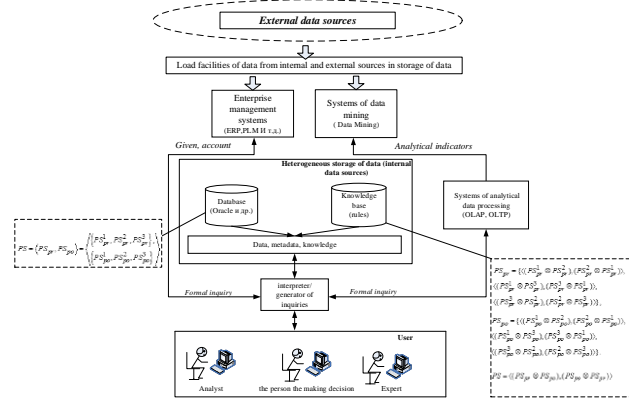 External data sources
Load facilities of data from internal and external sources in storage of data
Enterprise
management
systems
(ERP,PLM И т.д.)
Systems of data
mining
( Data Mining)
Given, account
Analytical indicators
Heterogeneous storage of data (internal
data sources)
Database
(Oracle и др.)
Knowledge
base
(rules)
Systems of analytical
data processing
(OLAP, OLTP)
Data, metadata, knowledge
interpreter/
generator of
inquiries
Formal inquiry
Formal inquiry
User
Analyst
the person the making decision
Expert